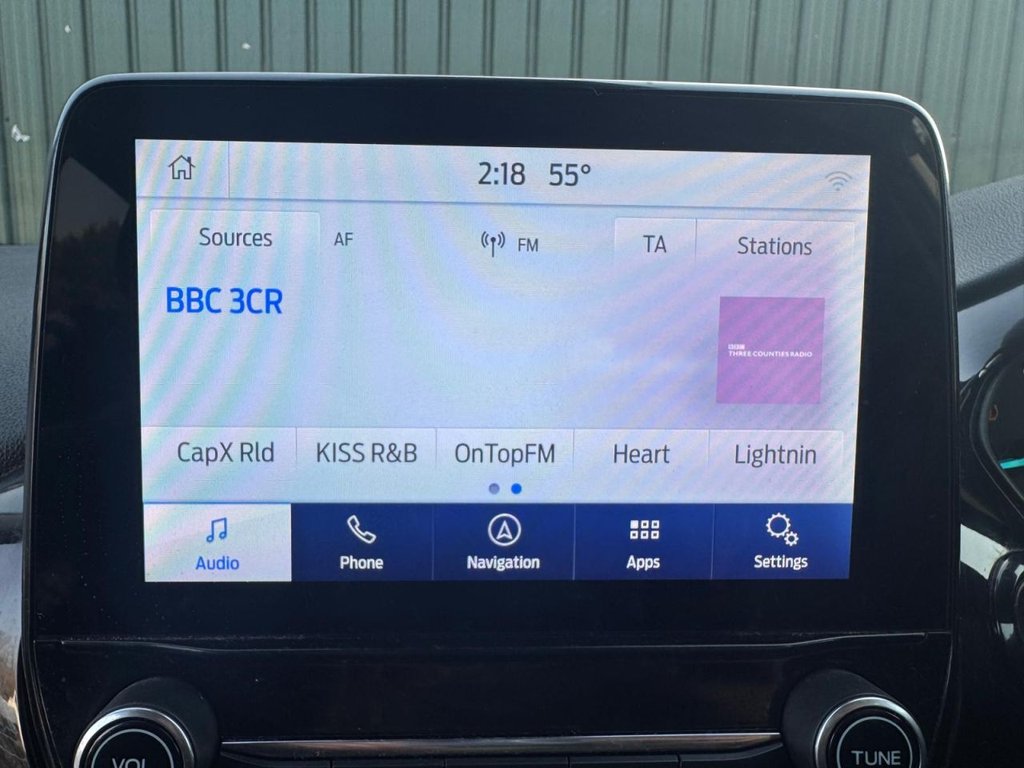 2:18 55°
Sources AF FM TA Stations
BBC 3CR
BBC
THREE COUNTIES RADIO
CapX Rld KISS R&B OnTopFM Heart Lightnin
Audio Phone Navigation Apps Settings
VOL TUNE